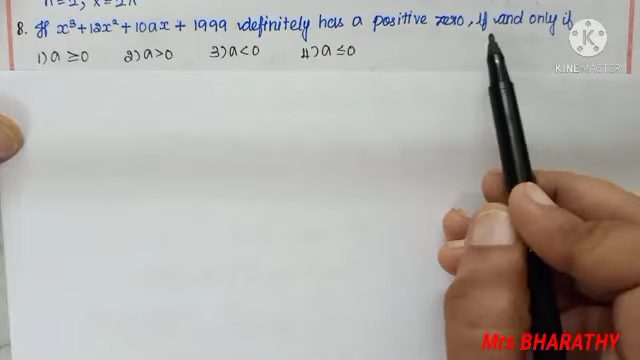 8. If x³+12x²+10ax+1999 definitely has a positive zero, if and only if
1) a ≥0 2) a>0 3) a<0 4) a ≤0
KINEMASTER
Mrs BHARATHY